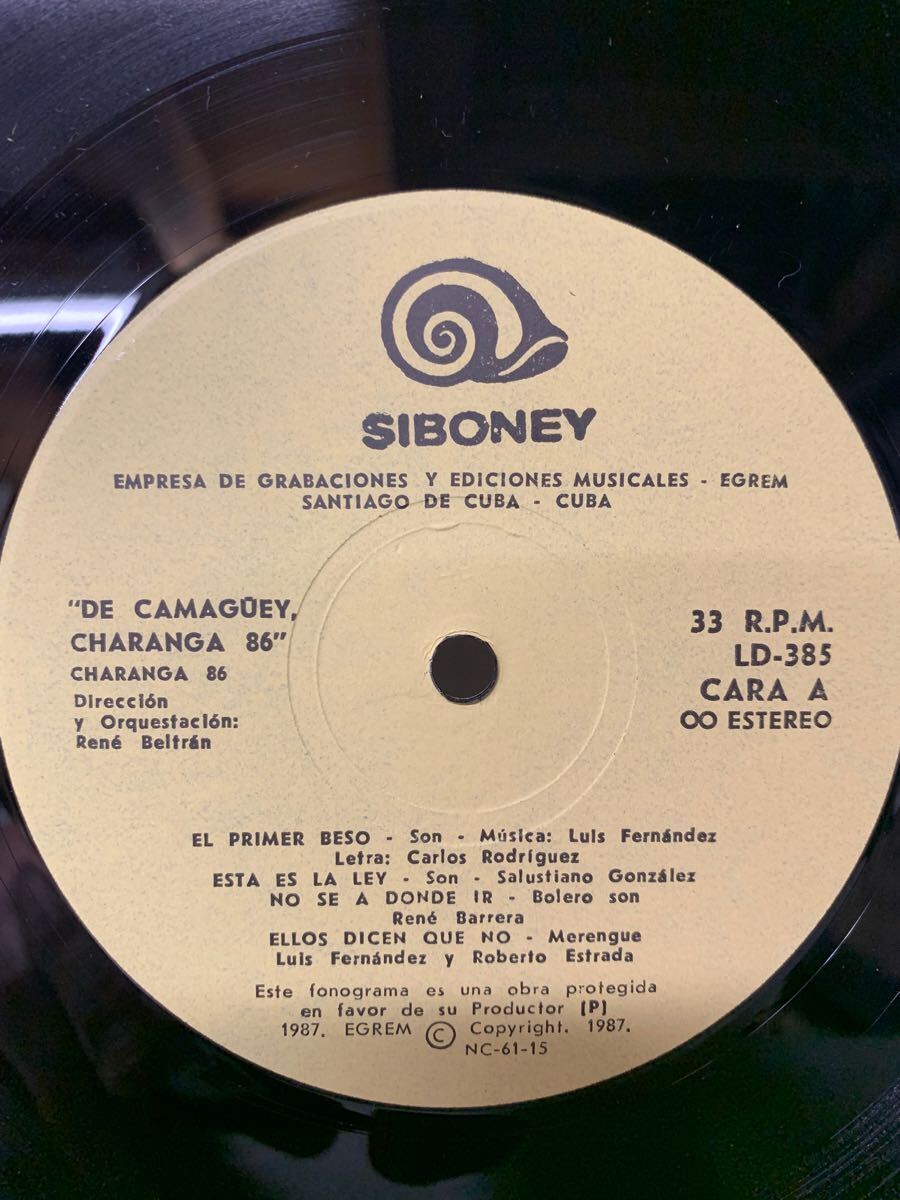 SIBONEY
EMPRESA DE GRABACIONES Y EDICIONES MUSICALES - EGREM
SANTIAGO DE CUBA - CUBA
"DE CAMAGÜEY,
CHARANGA 86"
CHARANGA 86
Dirección
y Orquestación:
René Beltrán
33 R.P.M.
LD-385
CARA A
∞ ESTEREO
EL PRIMER BESO - Son - Música: Luis Fernández
Letra: Carlos Rodríguez
ESTA ES LA LEY - Son - Salustiano González
NO SE A DONDE IR - Bolero son
René Barrera
ELLOS DICEN QUE NO - Merengue
Luis Fernández y Roberto Estrada
Este fonograma es una obra protegida
en favor de su Productor (P)
1987. EGREM © Copyright. 1987.
NC-61-15